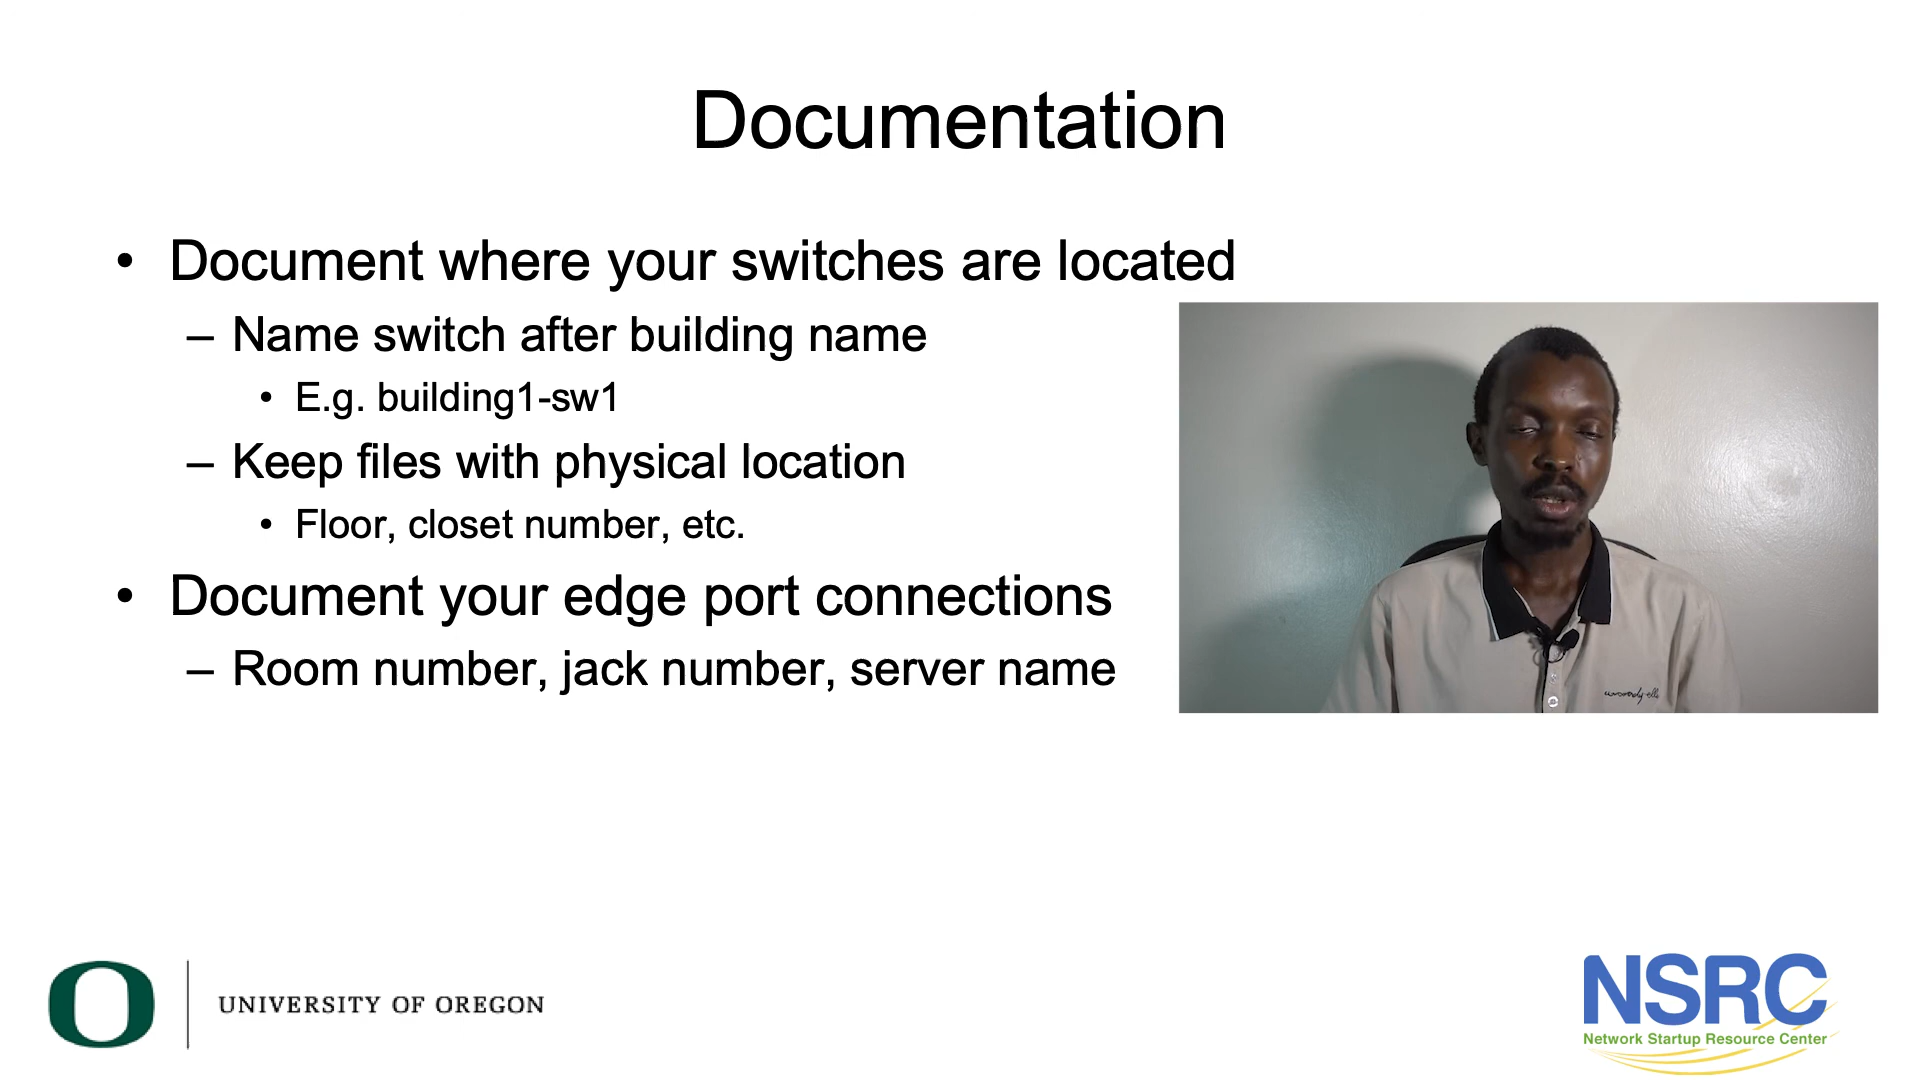 Documentation
• Document where your switches are located
– Name switch after building name
• E.g. building1-sw1
– Keep files with physical location
• Floor, closet number, etc.
• Document your edge port connections
– Room number, jack number, server name
O
UNIVERSITY OF OREGON
NSRC
Network Startup Resource Center